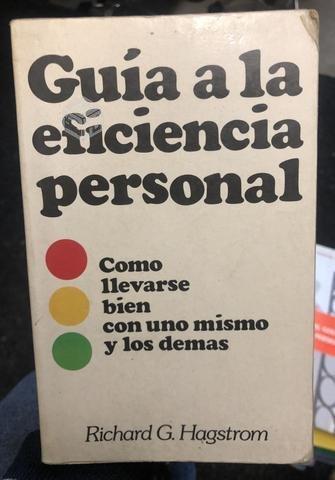 Guía a la
eficiencia
personal
Como
llevarse
bien
con uno mismo
y los demas
Richard G. Hagstrom